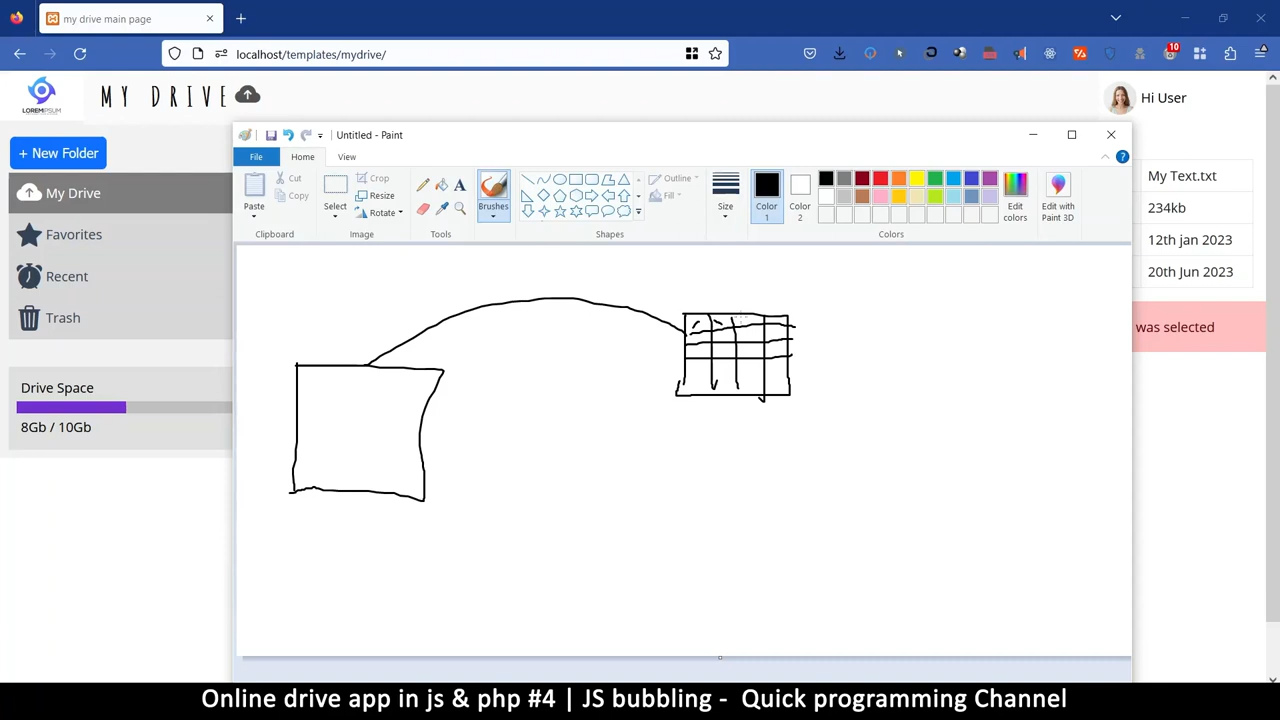 my drive main page
localhost/templates/mydrive/
10
LOREMIPSUM
MY DRIVE
Hi User
+ New Folder
My Drive
Favorites
Recent
Trash
Drive Space
8Gb / 10Gb
Untitled - Paint
File
Home
View
Paste
Cut
Copy
Clipboard
Select
Crop
Resize
Rotate
Image
A
Tools
Brushes
Outline
Fill
Shapes
Size
Color 1
Color 2
Edit colors
Edit with Paint 3D
Colors
My Text.txt
234kb
12th jan 2023
20th Jun 2023
was selected
Online drive app in js & php #4 | JS bubbling - Quick programming Channel